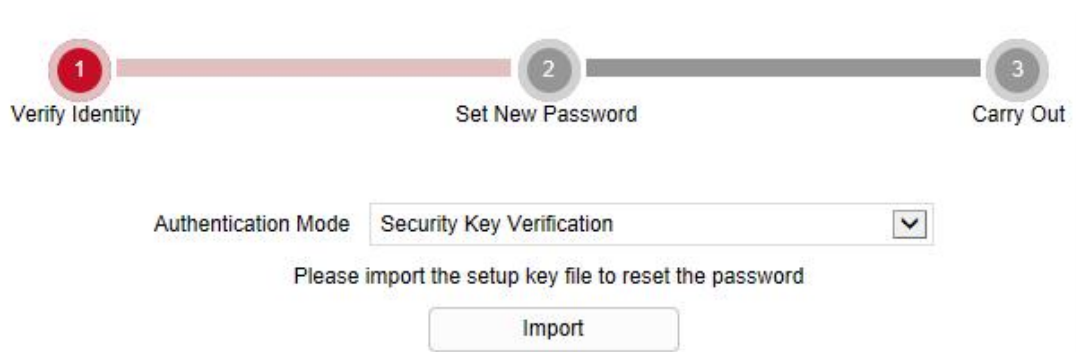 1 2 3
Verify Identity Set New Password Carry Out
Authentication Mode Security Key Verification
Please import the setup key file to reset the password
Import